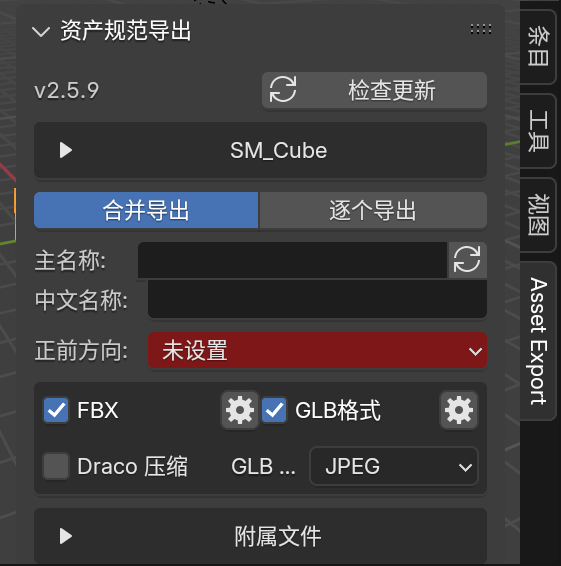 资产规范导出
v2.5.9 检查更新
SM_Cube
合并导出 逐个导出
主名称:
中文名称:
正前方向: 未设置
FBX GLB格式
Draco 压缩 GLB ... JPEG
附属文件
条目
工具
视图
Asset Export